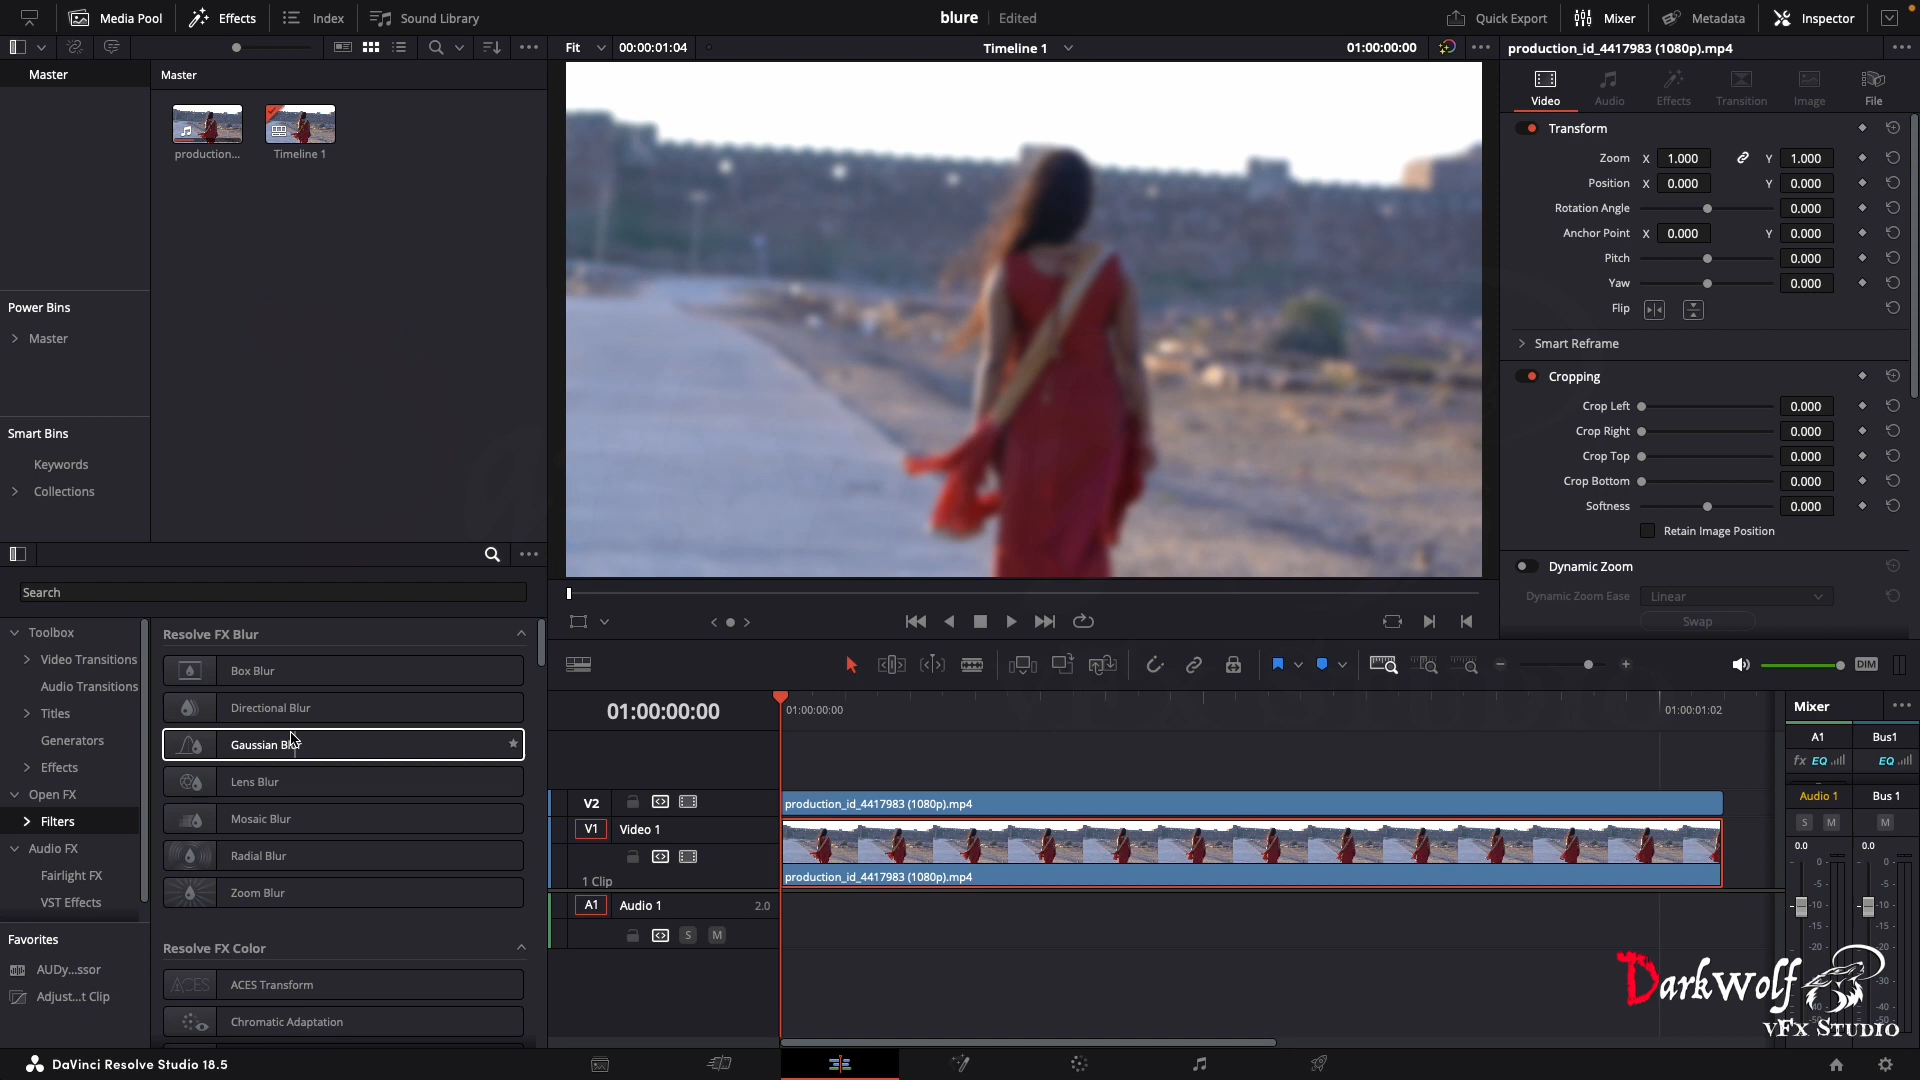 Media Pool
Effects
Index
Sound Library
blure
Edited
Quick Export
Mixer
Metadata
Inspector
Fit
00:00:01:04
Timeline 1
01:00:00:00
production_id_4417983 (1080p).mp4
Master
Master
production...
Timeline 1
Power Bins
Master
Smart Bins
Keywords
Collections
Video
Audio
Effects
Transition
Image
File
Transform
Zoom X 1.000 Y 1.000
Position X 0.000 Y 0.000
Rotation Angle 0.000
Anchor Point X 0.000 Y 0.000
Pitch 0.000
Yaw 0.000
Flip
Smart Reframe
Cropping
Crop Left 0.000
Crop Right 0.000
Crop Top 0.000
Crop Bottom 0.000
Softness 0.000
Retain Image Position
Dynamic Zoom
Dynamic Zoom Ease Linear
Swap
Search
Toolbox
Video Transitions
Audio Transitions
Titles
Generators
Effects
Open FX
Filters
Audio FX
Fairlight FX
VST Effects
Favorites
AUDy...ssor
Adjust...t Clip
Resolve FX Blur
Box Blur
Directional Blur
Gaussian Blur
Lens Blur
Mosaic Blur
Radial Blur
Zoom Blur
Resolve FX Color
ACES Transform
Chromatic Adaptation
DIM
01:00:00:00
01:00:00:00
01:00:01:02
V2
production_id_4417983 (1080p).mp4
V1 Video 1
1 Clip
production_id_4417983 (1080p).mp4
A1 Audio 1 2.0
S M
Mixer
A1 Bus1
fx EQ EQ
Audio 1 Bus 1
S M M
0.0 0.0
DarkWolf
VFX STUDIO
DaVinci Resolve Studio 18.5